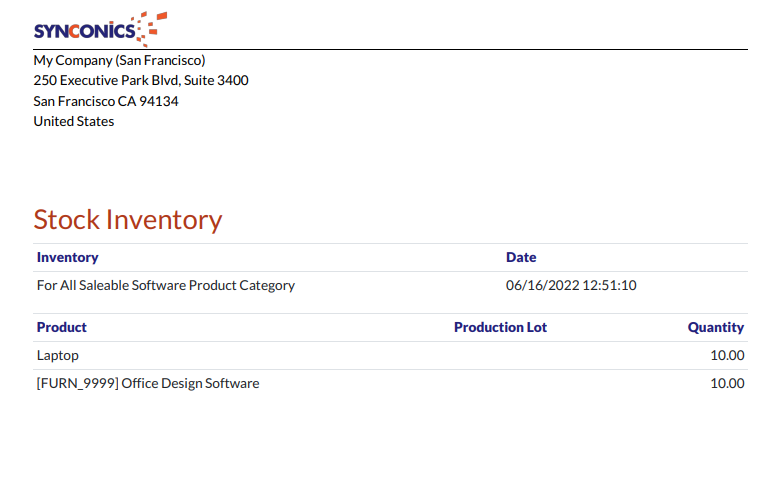 SYNCONICS
My Company (San Francisco)
250 Executive Park Blvd, Suite 3400
San Francisco CA 94134
United States
Stock Inventory
Inventory Date
For All Saleable Software Product Category 06/16/2022 12:51:10
Product Production Lot Quantity
Laptop 10.00
[FURN_9999] Office Design Software 10.00